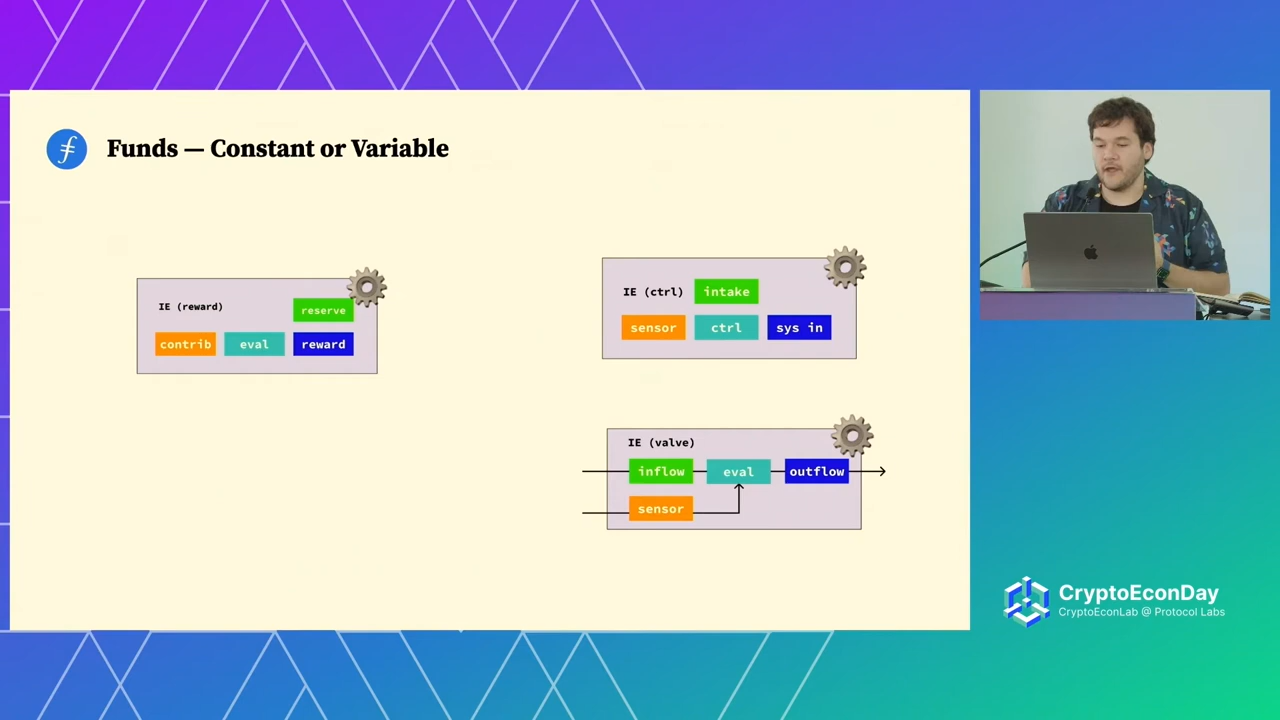 Funds — Constant or Variable
IE (reward)
reserve
contrib
eval
reward
IE (ctrl)
intake
sensor
ctrl
sys in
IE (valve)
inflow
eval
outflow
sensor
CryptoEconDay
CryptoEconLab @ Protocol Labs